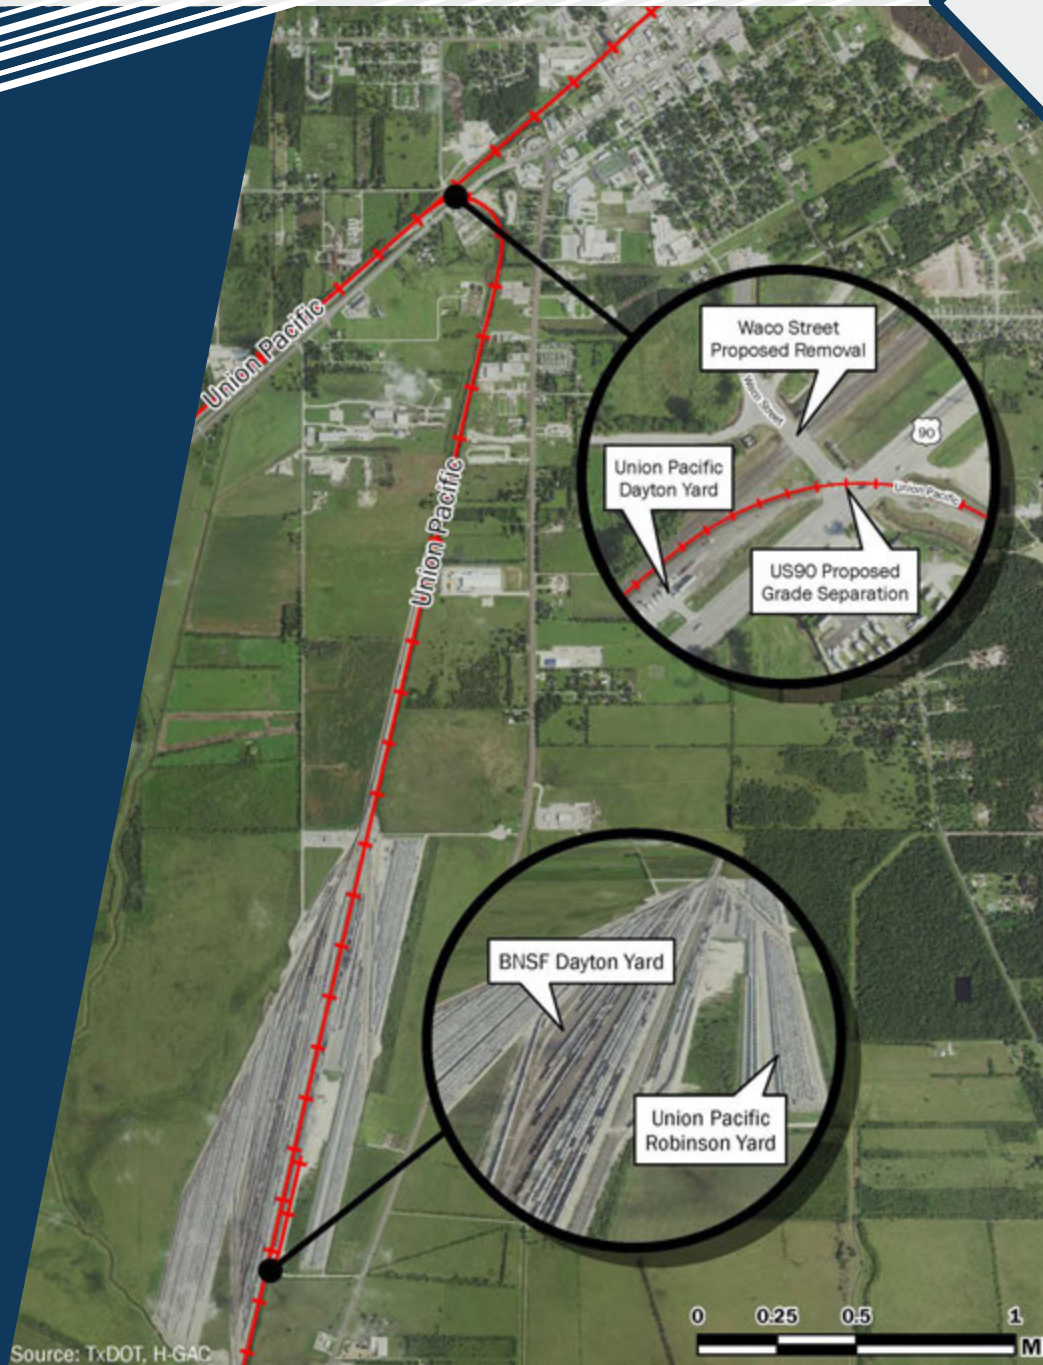 Union Pacific
Waco Street
Proposed Removal
Waco Street
90
Union Pacific
Dayton Yard
Union Pacific
US90 Proposed
Grade Separation
Union Pacific
BNSF Dayton Yard
Union Pacific
Robinson Yard
0 0.25 0.5 1
M
Source: TxDOT, H-GAC